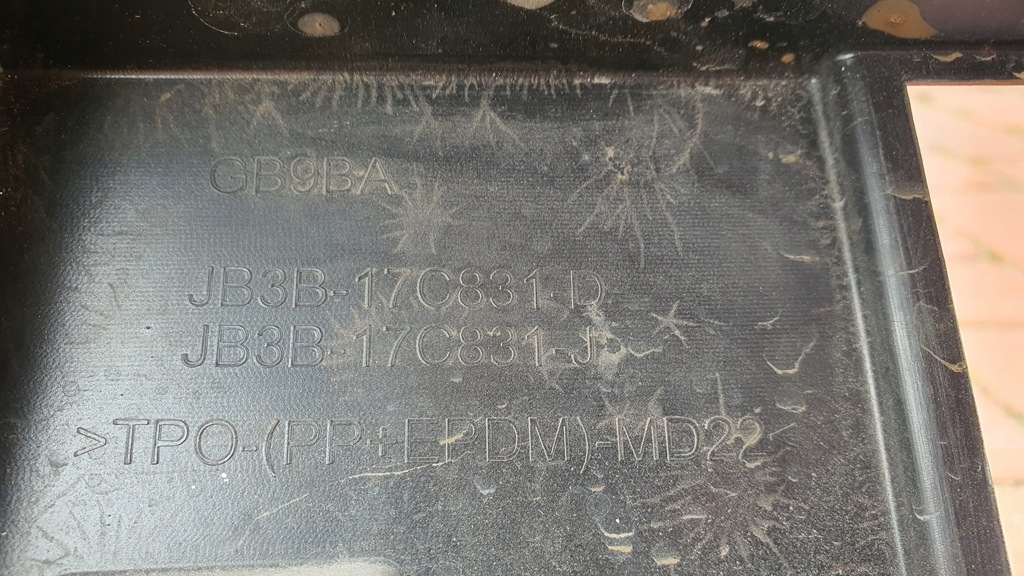 GB9BA
JB3B-17C831-D
JB3B-17C831-J
>TPO-(PP+EPDM)-MD22